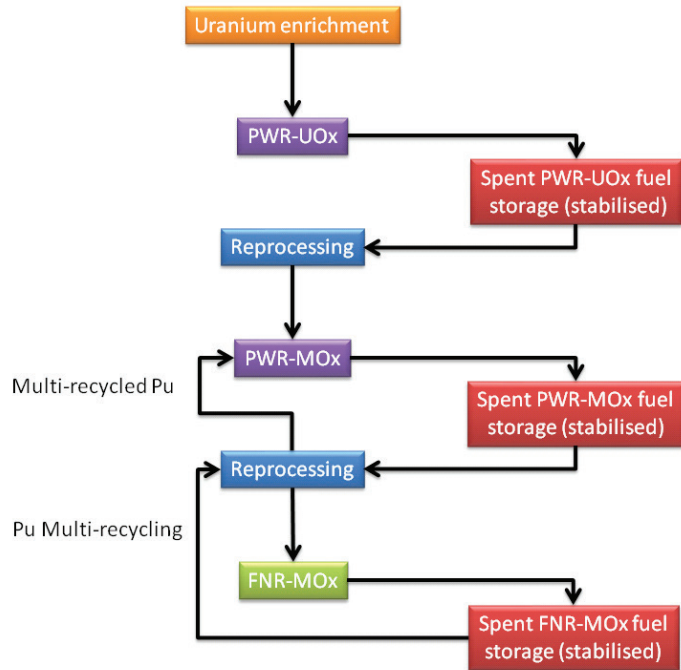 Uranium enrichment
PWR-UOx
Spent PWR-UOx fuel
storage (stabilised)
Reprocessing
PWR-MOx
Multi-recycled Pu
Spent PWR-MOx fuel
storage (stabilised)
Reprocessing
Pu Multi-recycling
FNR-MOx
Spent FNR-MOx fuel
storage (stabilised)